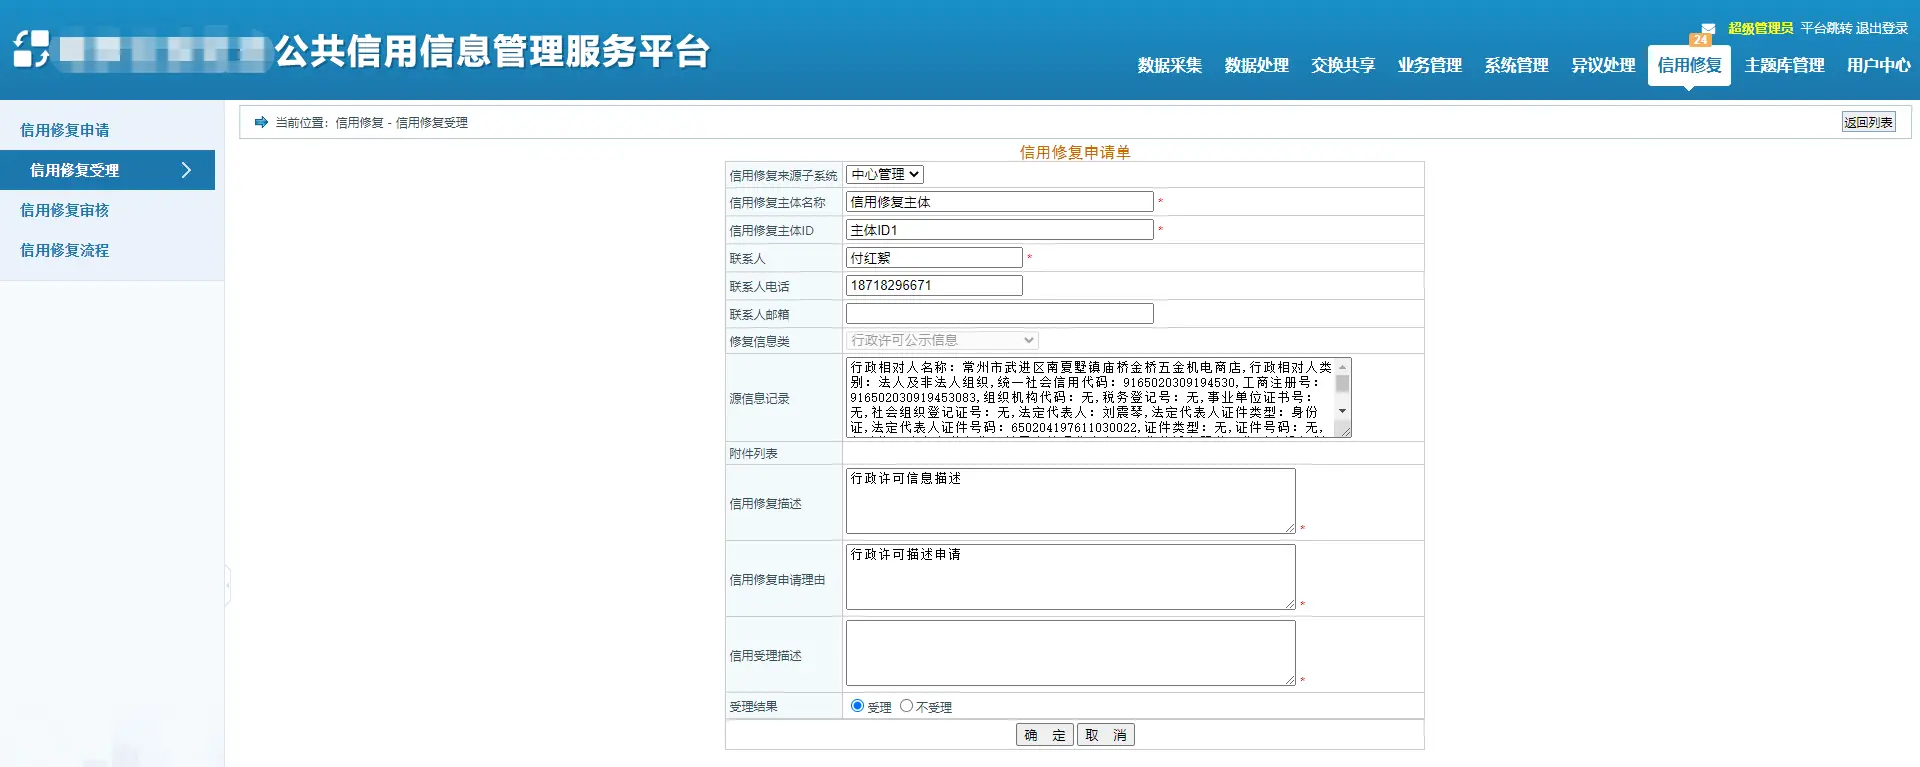 公共信用信息管理服务平台
超级管理员 平台跳转 退出登录
24
数据采集 数据处理 交换共享 业务管理 系统管理 异议处理 信用修复 主题库管理 用户中心
信用修复申请
信用修复受理
信用修复审核
信用修复流程
当前位置：信用修复 - 信用修复受理
返回列表
信用修复申请单
信用修复来源子系统 中心管理
信用修复主体名称 信用修复主体 *
信用修复主体ID 主体ID1 *
联系人 付红絮 *
联系人电话 18718296671
联系人邮箱
修复信息类 行政许可公示信息
源信息记录
行政相对人名称：常州市武进区南夏墅镇庙桥金桥五金机电商店,行政相对人类
别：法人及非法人组织,统一社会信用代码：9165020309194530,工商注册号：
916502030919453083,组织机构代码：无,税务登记号：无,事业单位证书号：
无,社会组织登记证号：无,法定代表人：刘震琴,法定代表人证件类型：身份
证,法定代表人证件号码：650204197611030022,证件类型：无,证件号码：无,
附件列表
信用修复描述 行政许可信息描述 *
信用修复申请理由 行政许可描述申请 *
信用受理描述 *
受理结果 受理 不受理
确 定 取 消